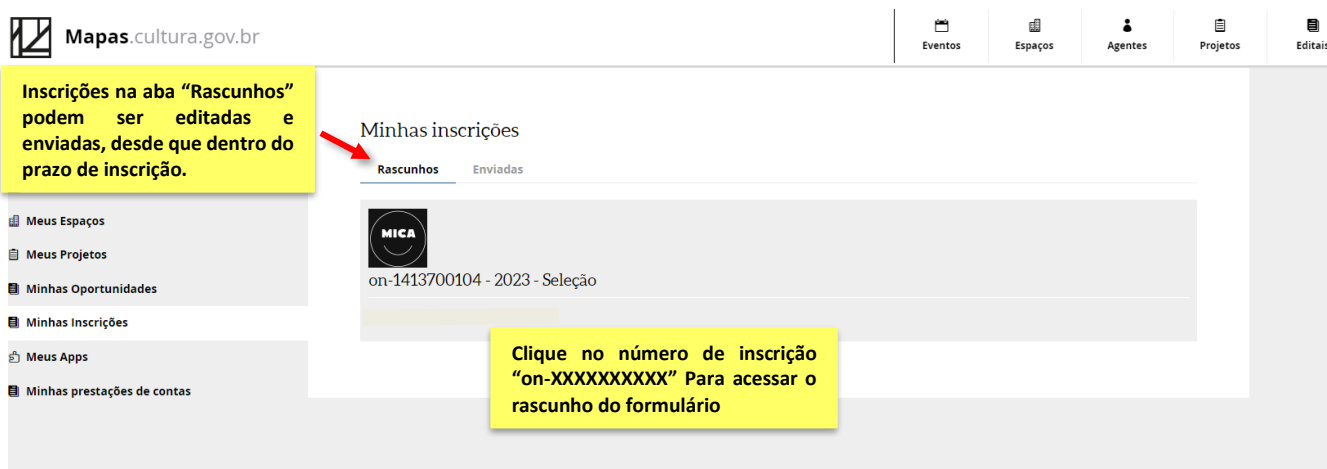 Mapas.cultura.gov.br
Eventos
Espaços
Agentes
Projetos
Editais
Inscrições na aba “Rascunhos”
podem ser editadas e
enviadas, desde que dentro do
prazo de inscrição.
Minhas inscrições
Rascunhos
Enviadas
Meus Espaços
Meus Projetos
Minhas Oportunidades
Minhas Inscrições
Meus Apps
Minhas prestações de contas
MICA
on-1413700104 - 2023 - Seleção
Clique no número de inscrição
“on-XXXXXXXXXX” Para acessar o
rascunho do formulário